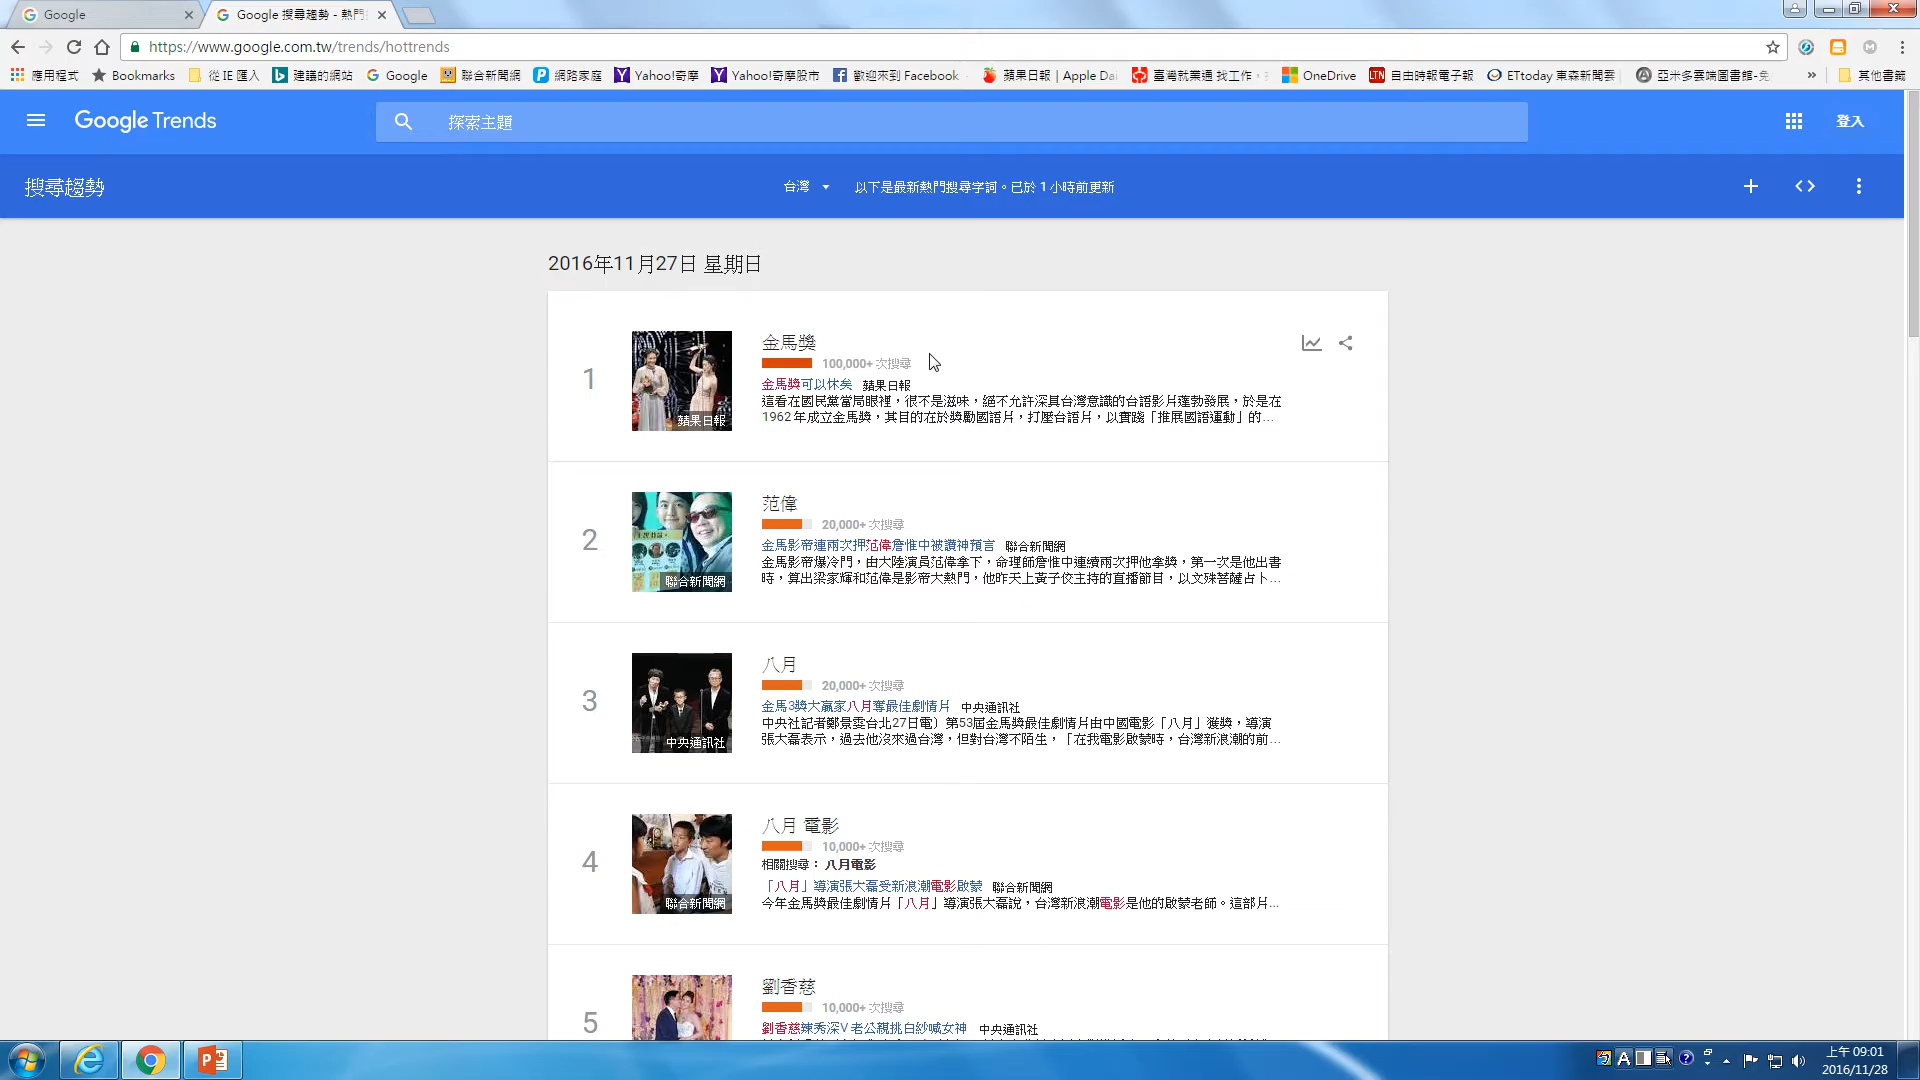 Google
Google 搜尋趨勢 - 熱門
https://www.google.com.tw/trends/hottrends
應用程式 Bookmarks 從 IE 匯入 建議的網站 Google 聯合新聞網 網路家庭 Yahoo!奇摩 Yahoo!奇摩股市 歡迎來到 Facebook 蘋果日報 | Apple Da 臺灣就業通 找工作， OneDrive 自由時報電子報 ETtoday 東森新聞雲 亞米多雲端圖書館-免 » 其他書籤
Google Trends 探索主題 登入
搜尋趨勢 台灣 以下是最新熱門搜尋字詞。已於 1 小時前更新
2016年11月27日 星期日
1
蘋果日報
金馬獎
100,000+ 次搜尋
金馬獎可以休矣 蘋果日報
這看在國民黨當局眼裡，很不是滋味，絕不允許深具台灣意識的台語影片蓬勃發展，於是在
1962年成立金馬獎，其目的在於獎勵國語片，打壓台語片，以實踐「推展國語運動」的...
2
聯合新聞網
范偉
20,000+ 次搜尋
金馬影帝連兩次押范偉詹惟中被讚神預言 聯合新聞網
金馬影帝爆冷門，由大陸演員范偉拿下，命理師詹惟中連續兩次押他拿獎，第一次是他出書
時，算出梁家輝和范偉是影帝大熱門，他昨天上黃子佼主持的直播節目，以文殊菩薩占卜...
3
中央通訊社
八月
20,000+ 次搜尋
金馬3獎大贏家八月奪最佳劇情片 中央通訊社
中央社記者鄭景雯台北27日電〕第53屆金馬獎最佳劇情片由中國電影「八月」獲獎，導演
張大磊表示，過去他沒來過台灣，但對台灣不陌生，「在我電影啟蒙時，台灣新浪潮的前...
4
聯合新聞網
八月 電影
10,000+ 次搜尋
相關搜尋： 八月電影
「八月」導演張大磊受新浪潮電影啟蒙 聯合新聞網
今年金馬獎最佳劇情片「八月」導演張大磊說，台灣新浪潮電影是他的啟蒙老師。這部片...
5
劉香慈
10,000+ 次搜尋
劉香慈辣秀深V 老公親挑白紗喊女神 中央通訊社
上午 09:01
2016/11/28